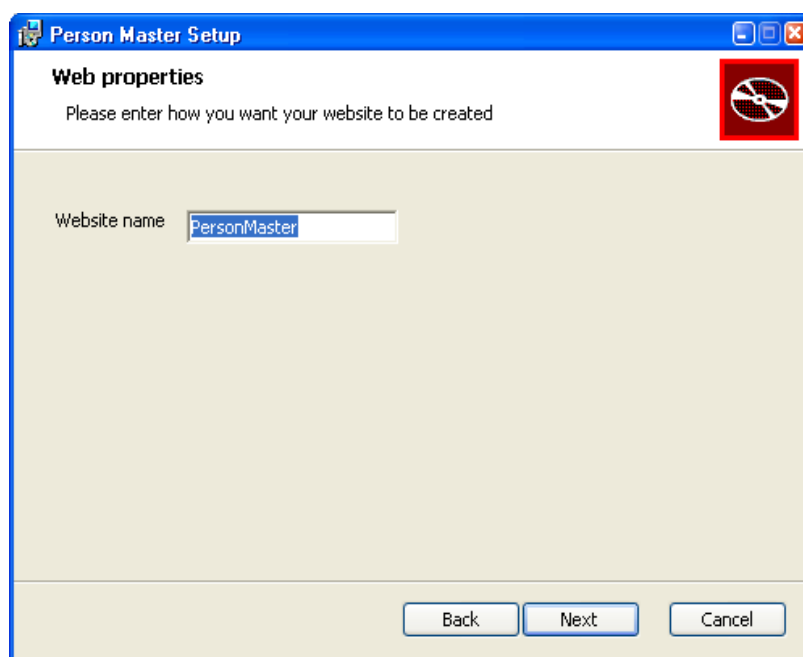 Person Master Setup
Web properties
Please enter how you want your website to be created
Website name PersonMaster
Back Next Cancel